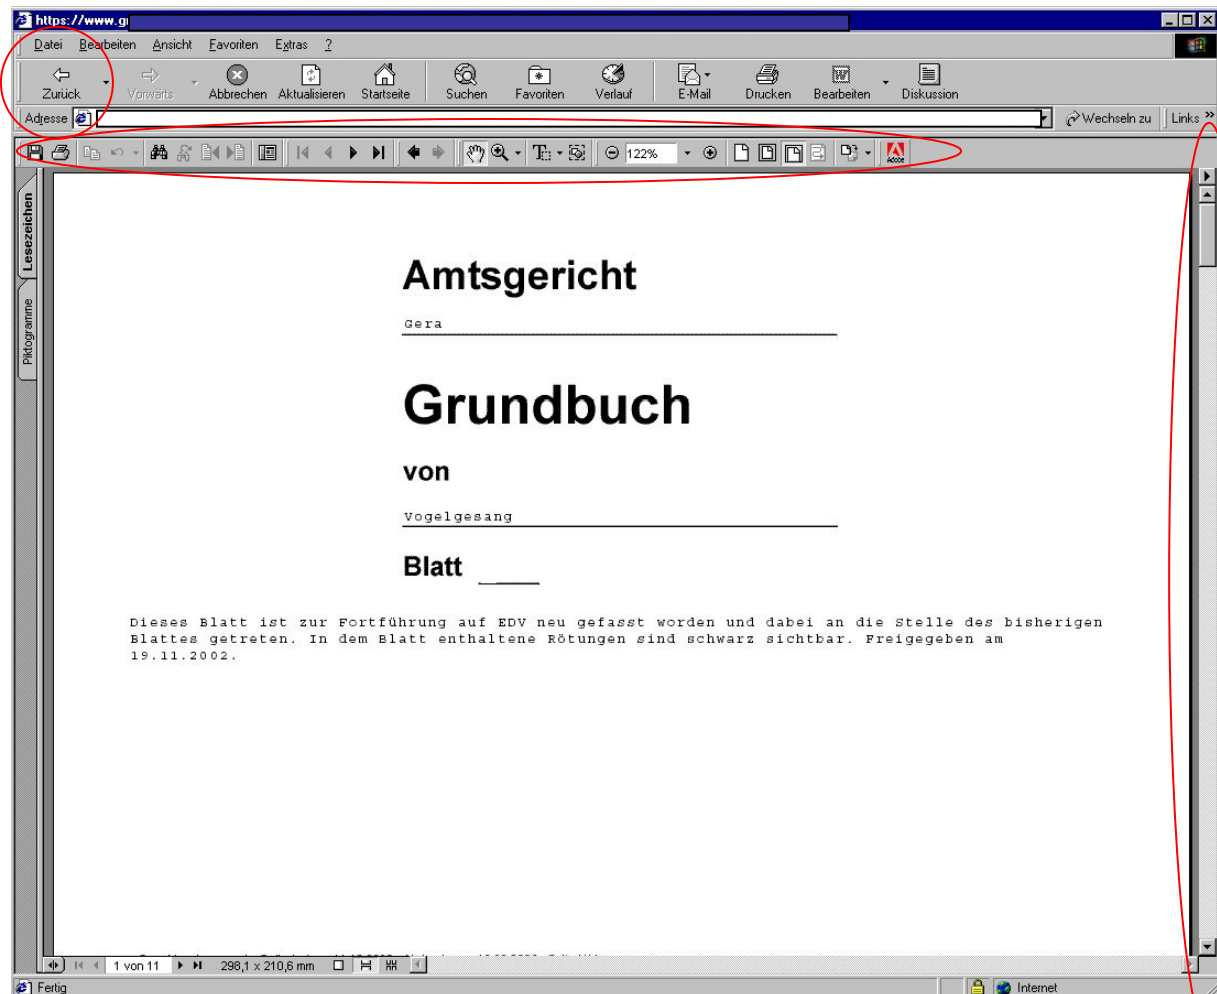 https://www.g
Datei Bearbeiten Ansicht Favoriten Extras ?
Zurück Vorwärts Abbrechen Aktualisieren Startseite Suchen Favoriten Verlauf E-Mail Drucken Bearbeiten Diskussion
Adresse Wechseln zu Links »
122% Adobe
Lesezeichen
Piktogramme
Amtsgericht
Gera
Grundbuch
von
Vogelgesang
Blatt
Dieses Blatt ist zur Fortführung auf EDV neu gefasst worden und dabei an die Stelle des bisherigen
Blattes getreten. In dem Blatt enthaltene Rötungen sind schwarz sichtbar. Freigegeben am
19.11.2002.
1 von 11 298,1 x 210,6 mm
Fertig Internet